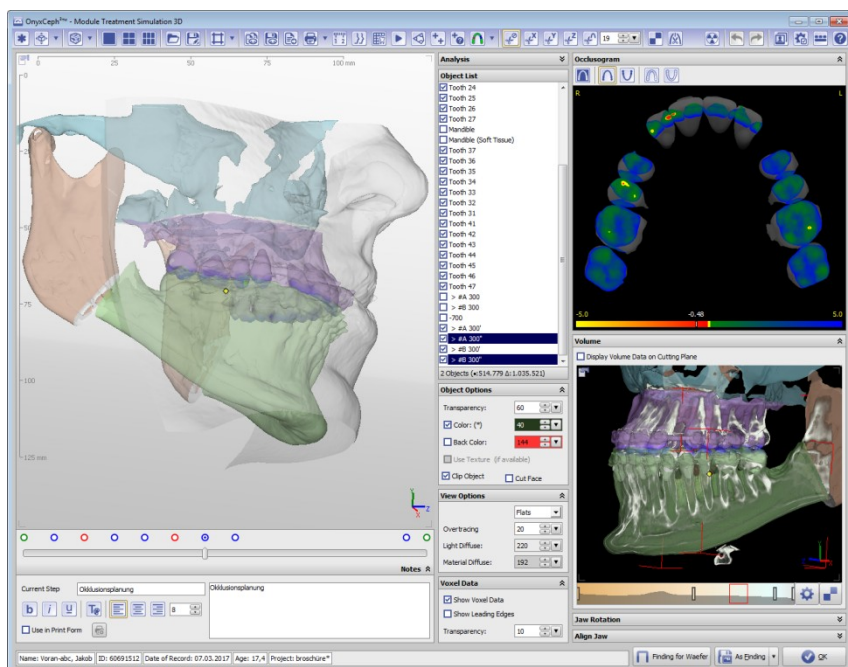 OnyxCeph³™ - Module Treatment Simulation 3D
19
0 25 50 75 100 mm
0
50
75
100
125 mm
Y
Z
X
Current Step
Okklusionsplanung
b i u
8
Use in Print Form
Notes
Okklusionsplanung
Analysis
Object List
Tooth 24
Tooth 25
Tooth 26
Tooth 27
Mandible
Mandible (Soft Tissue)
Tooth 37
Tooth 36
Tooth 35
Tooth 34
Tooth 33
Tooth 32
Tooth 31
Tooth 41
Tooth 42
Tooth 43
Tooth 44
Tooth 45
Tooth 46
Tooth 47
> #A 300
> #B 300
-700
> #A 300'
> #A 300"
> #B 300'
> #B 300"
2 Objects (•:514.779 Δ:1.035.521)
Object Options
Transparency: 60
Color: (*) 40
Back Color: 144
Use Texture (if available)
Clip Object Cut Face
View Options
Flats
Overtracing 20
Light Diffuse: 220
Material Diffuse: 192
Voxel Data
Show Voxel Data
Show Leading Edges
Transparency: 10
Occlusogram
R L
-5.0 -0.48 5.0
Volume
Display Volume Data on Cutting Plane
Jaw Rotation
Align Jaw
Name: Voran-abc, Jakob ID: 60691512 Date of Record: 07.03.2017 Age: 17,4 Project: broschüre*
Finding for Waefer As Finding OK